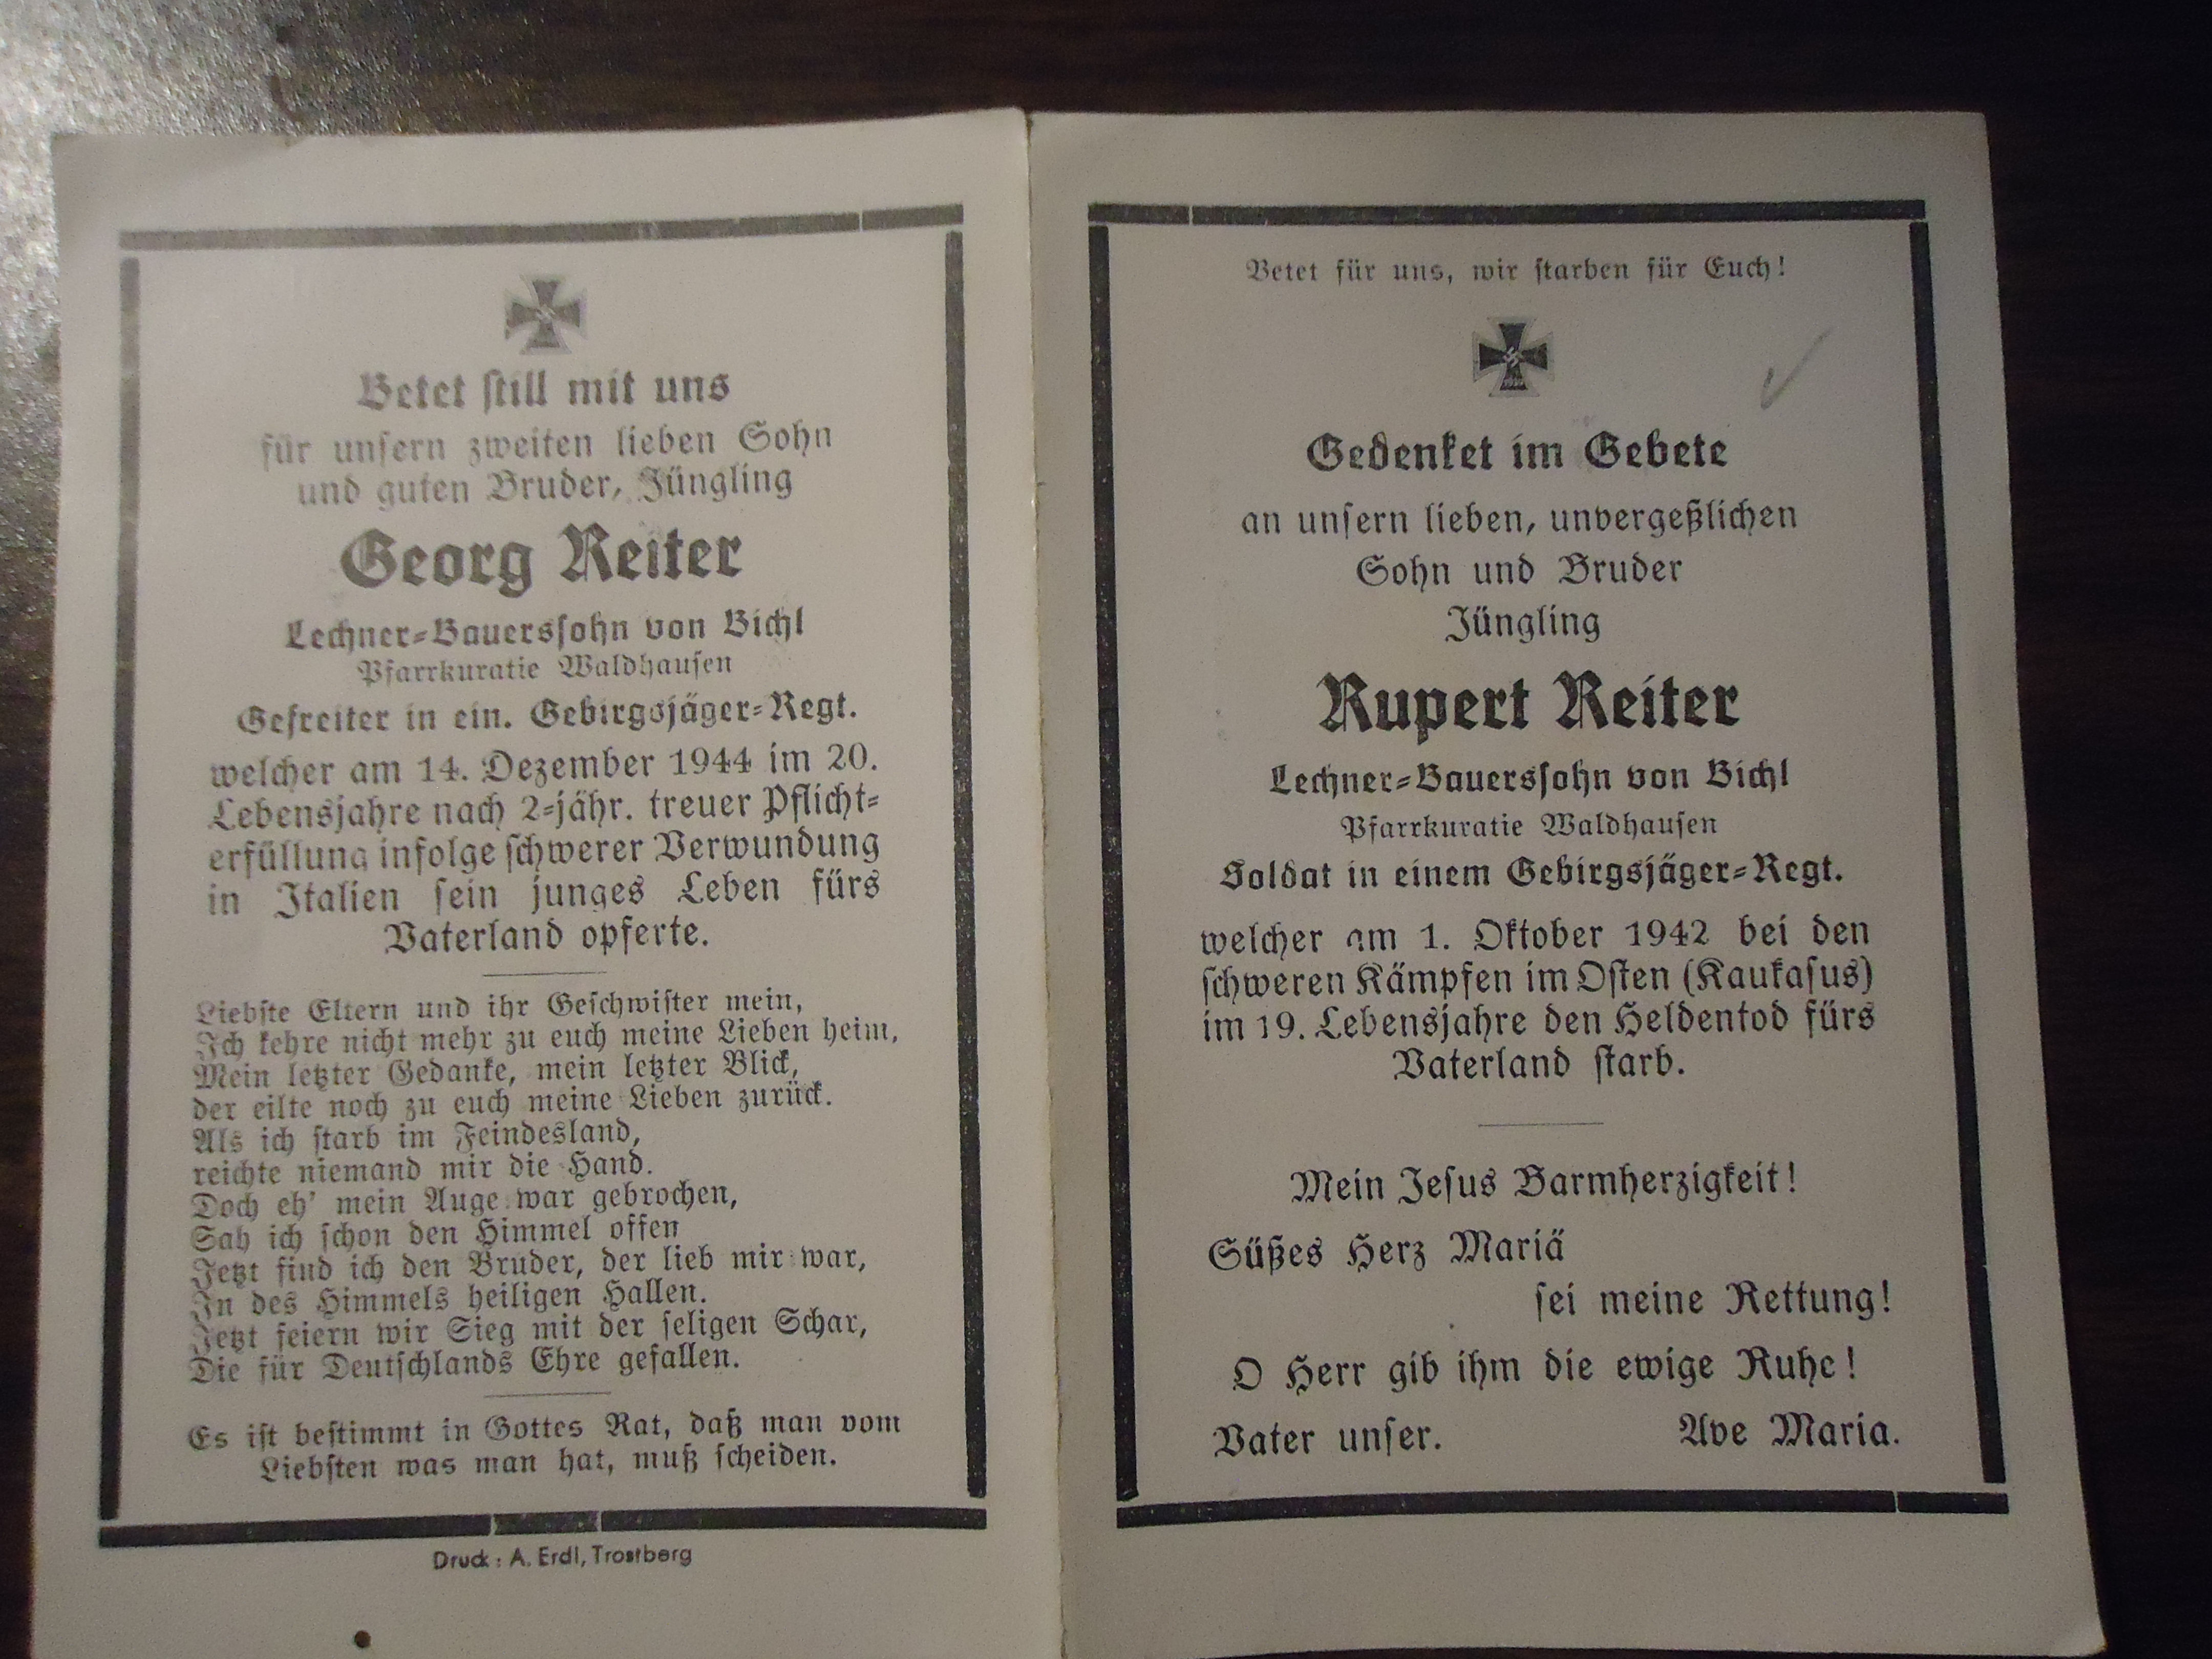 Betet still mit uns
für unsern zweiten lieben Sohn
und guten Bruder, Jüngling
Georg Reiter
Lechner-Bauerssohn von Bichl
Pfarrkuratie Waldhausen
Gefreiter in ein. Gebirgsjäger-Regt.
welcher am 14. Dezember 1944 im 20.
Lebensjahre nach 2-jähr. treuer Pflicht-
erfüllung infolge schwerer Verwundung
in Italien sein junges Leben fürs
Vaterland opferte.
Liebste Eltern und ihr Geschwister mein,
Ich kehre nicht mehr zu euch meine Lieben heim,
Mein letzter Gedanke, mein letzter Blick,
der eilte noch zu euch meine Lieben zurück.
Als ich starb im Feindesland,
reichte niemand mir die Hand.
Doch eh' mein Auge war gebrochen,
Sah ich schon den Himmel offen
Jetzt find ich den Bruder, der lieb mir war,
In des Himmels heiligen Hallen.
Jetzt feiern wir Sieg mit der seligen Schar,
Die für Deutschlands Ehre gefallen.
Es ist bestimmt in Gottes Rat, daß man vom
Liebsten was man hat, muß scheiden.
Druck: A. Erdl, Trostberg
Betet für uns, wir starben für Euch!
Gedenket im Gebete
an unsern lieben, unvergeßlichen
Sohn und Bruder
Jüngling
Rupert Reiter
Lechner-Bauerssohn von Bichl
Pfarrkuratie Waldhausen
Soldat in einem Gebirgsjäger-Regt.
welcher am 1. Oktober 1942 bei den
schweren Kämpfen im Osten (Kaukasus)
im 19. Lebensjahre den Heldentod fürs
Vaterland starb.
Mein Jesus Barmherzigkeit!
Süßes Herz Mariä
sei meine Rettung!
O Herr gib ihm die ewige Ruhe!
Vater unser. Ave Maria.